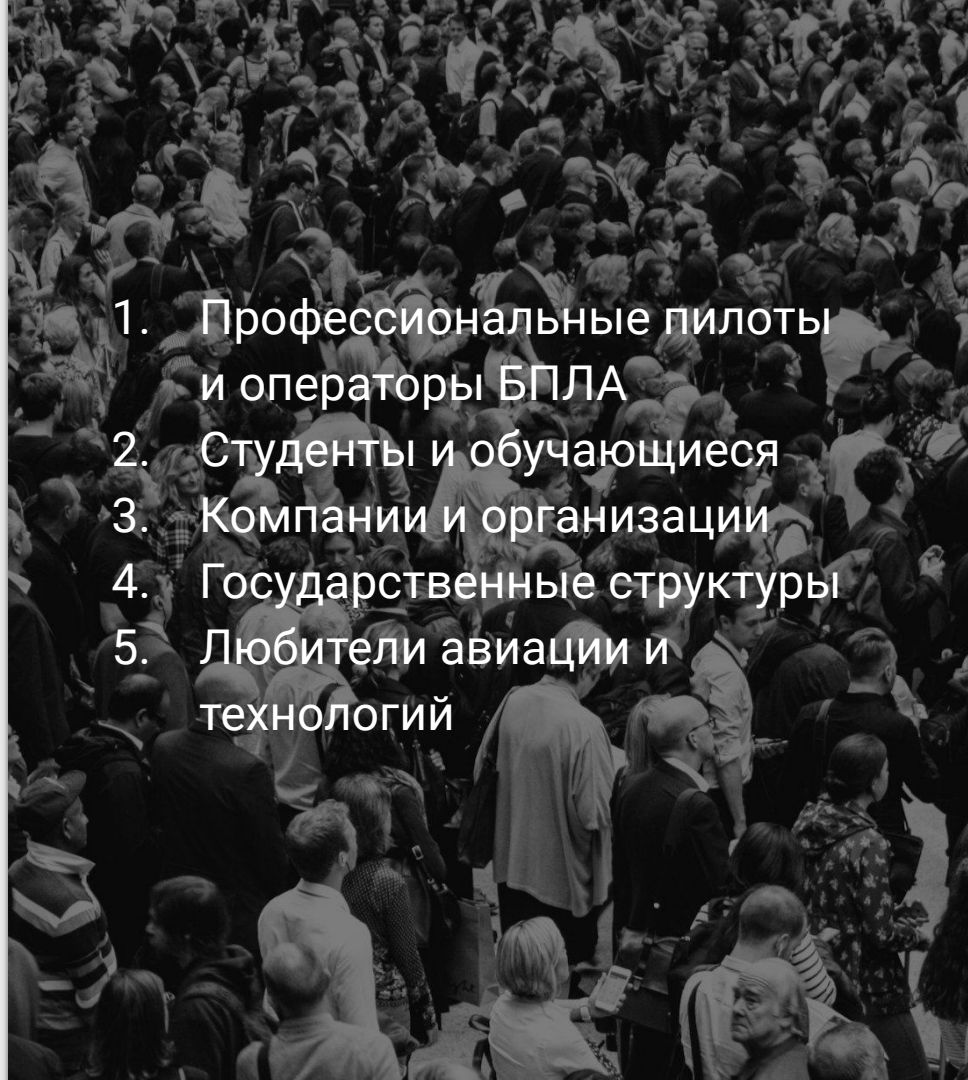 1. Профессиональные пилоты
и операторы БПЛА
2. Студенты и обучающиеся
3. Компании и организации
4. Государственные структуры
5. Любители авиации и
технологий